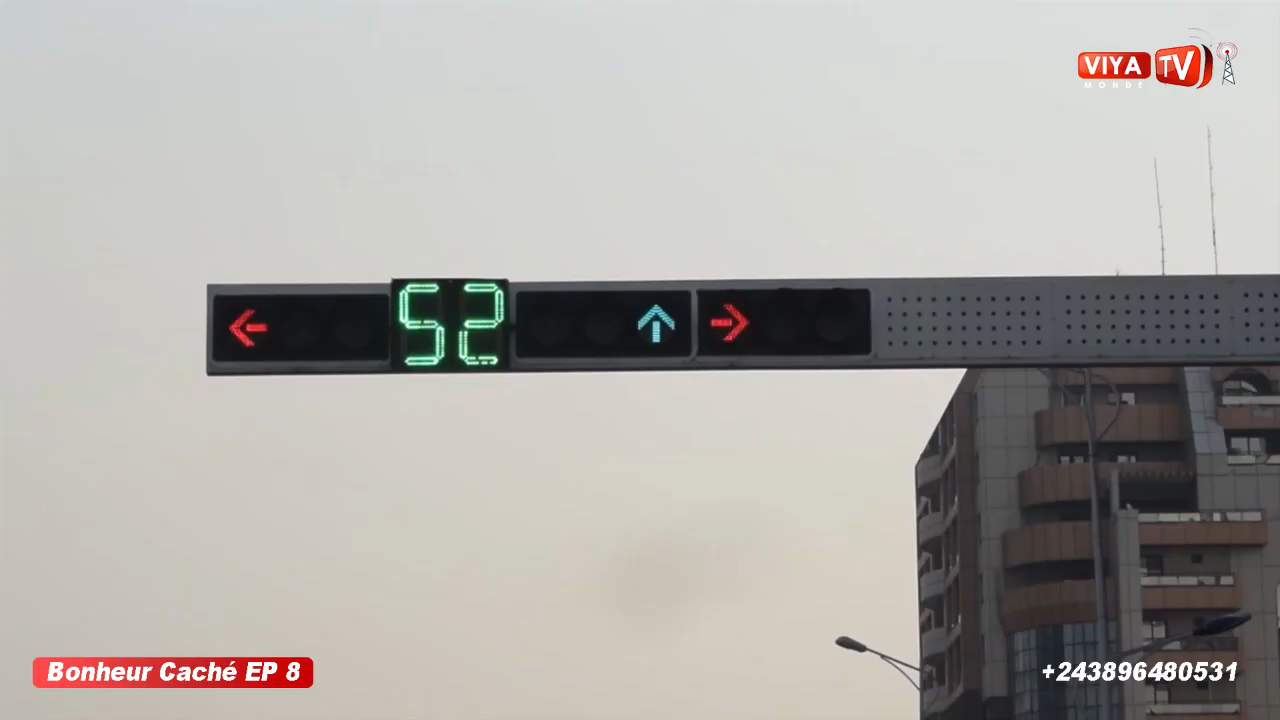 VIYA TV
MONDE
52
Bonheur Caché EP 8
+243896480531